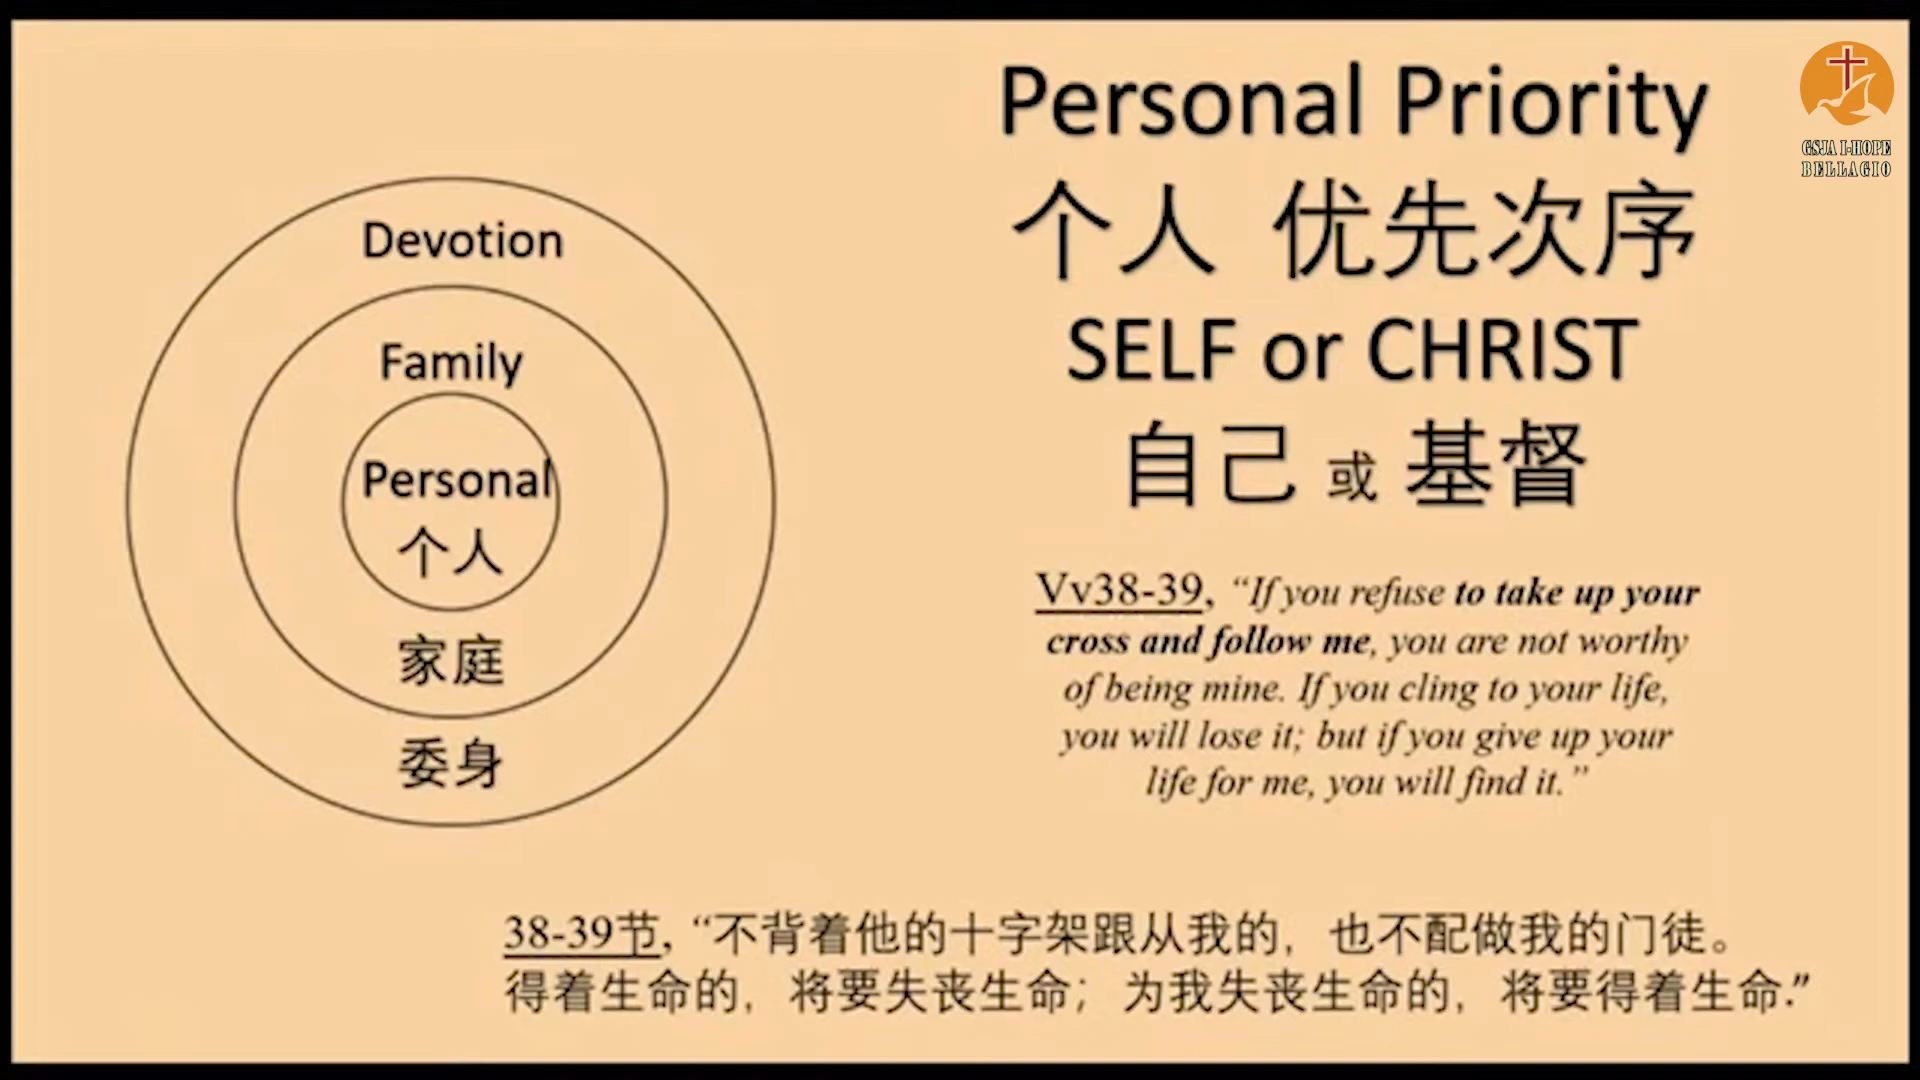 Devotion
Family
Personal
个人
家庭
委身
Personal Priority
个人 优先次序
SELF or CHRIST
自己 或 基督
Vv38-39, “If you refuse to take up your
cross and follow me, you are not worthy
of being mine. If you cling to your life,
you will lose it; but if you give up your
life for me, you will find it.”
38-39节, “不背着他的十字架跟从我的，也不配做我的门徒。
得着生命的，将要失丧生命；为我失丧生命的，将要得着生命.”
GSJA I-HOPE
BELLAGIO